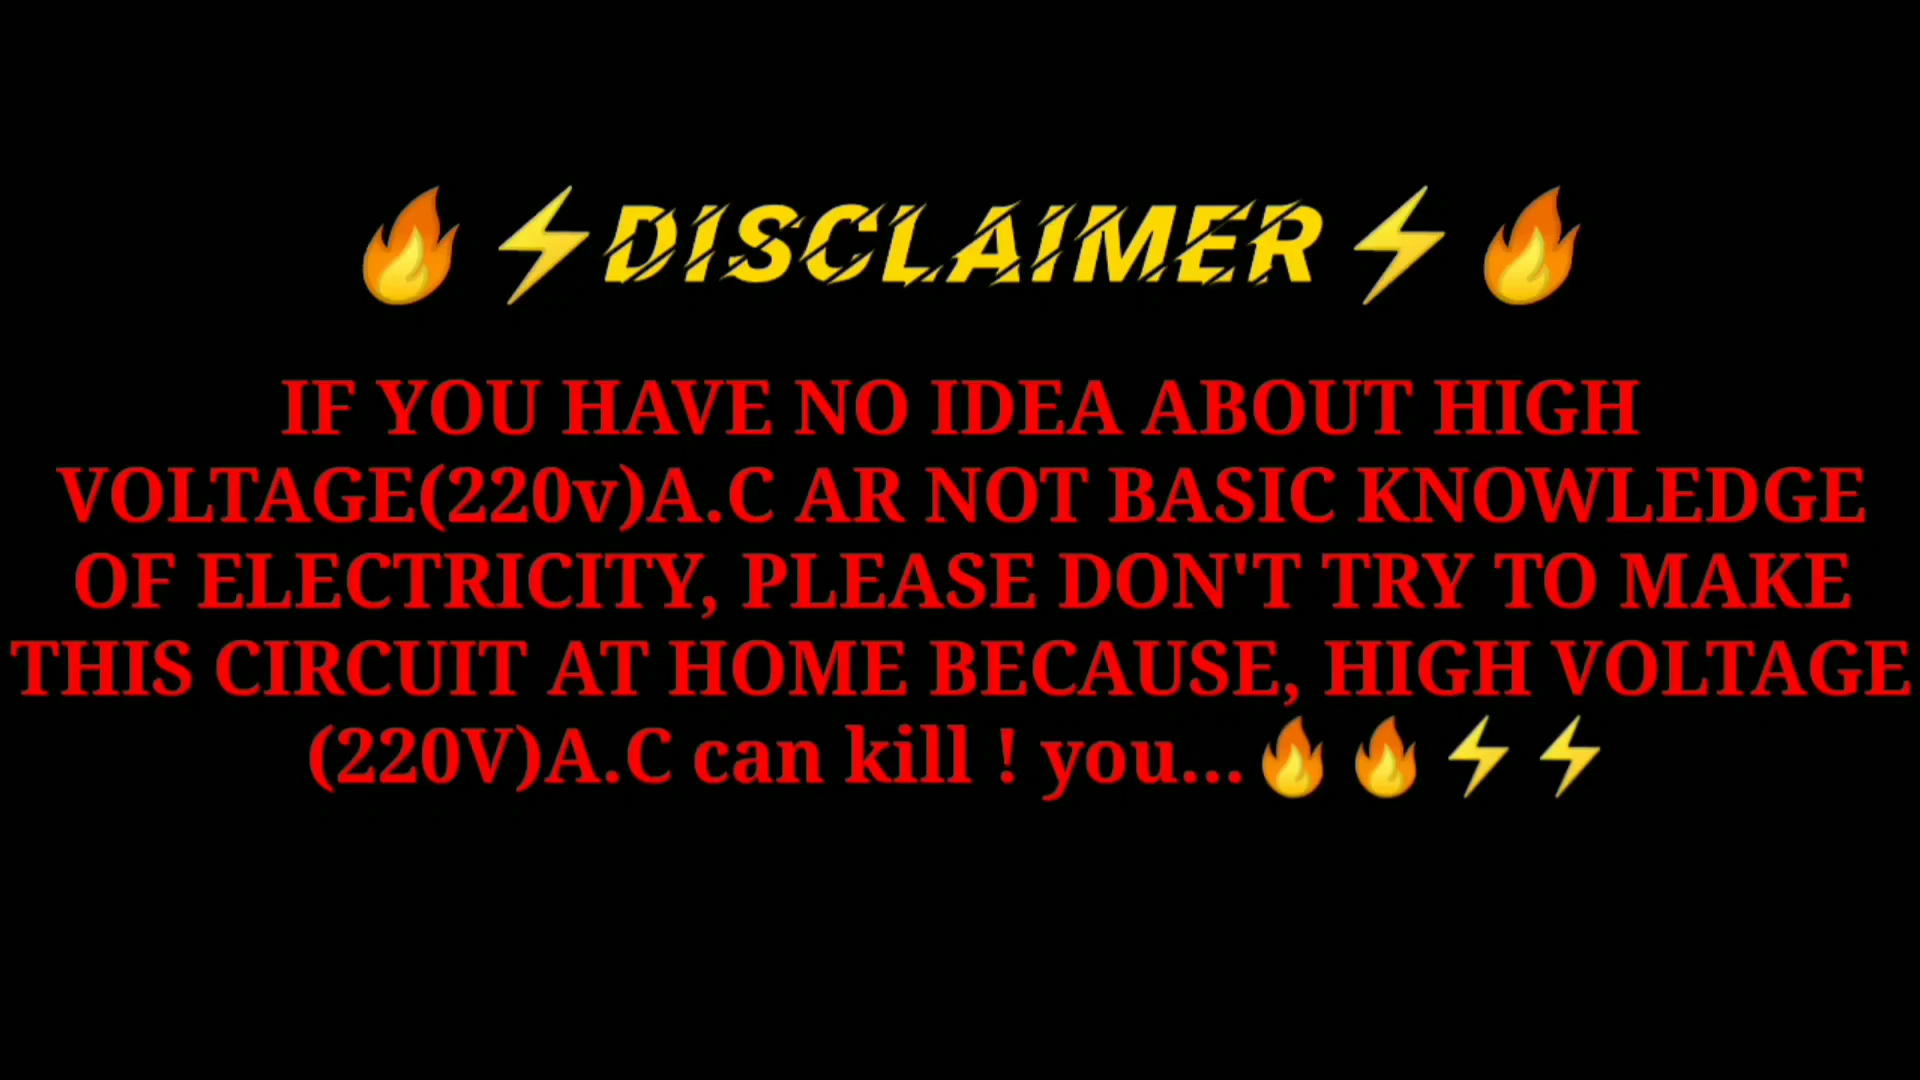 🔥⚡DISCLAIMER⚡🔥
IF YOU HAVE NO IDEA ABOUT HIGH
VOLTAGE(220v)A.C AR NOT BASIC KNOWLEDGE
OF ELECTRICITY, PLEASE DON'T TRY TO MAKE
THIS CIRCUIT AT HOME BECAUSE, HIGH VOLTAGE
(220V)A.C can kill ! you...🔥🔥⚡⚡